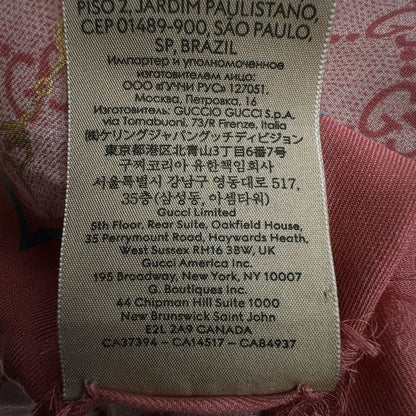 PISO 2, JARDIM PAULISTANO,
CEP 01489-900, SÃO PAULO,
SP, BRAZIL
Импортер и уполномоченное
изготовителем лицо:
ООО "ГУЧЧИ РУС" 127051,
Москва, Петровка, 16
Изготовитель: GUCCIO GUCCI S.p.A.
via Tornabuoni, 73/R Firenze, Italia
㈱ケリングジャパングッチディビジョン
東京都港区北青山3丁目6番7号
구찌코리아 유한책임회사
서울특별시 강남구 영동대로 517,
35층 (삼성동, 아셈타워)
Gucci Limited
5th Floor, Rear Suite, Oakfield House,
35 Perrymount Road, Haywards Heath,
West Sussex RH16 3BW, UK
Gucci America Inc.
195 Broadway, New York, NY 10007
G. Boutiques Inc.
44 Chipman Hill Suite 1000
New Brunswick Saint John
E2L 2A9 CANADA
CA37394 - CA14517 - CA84937